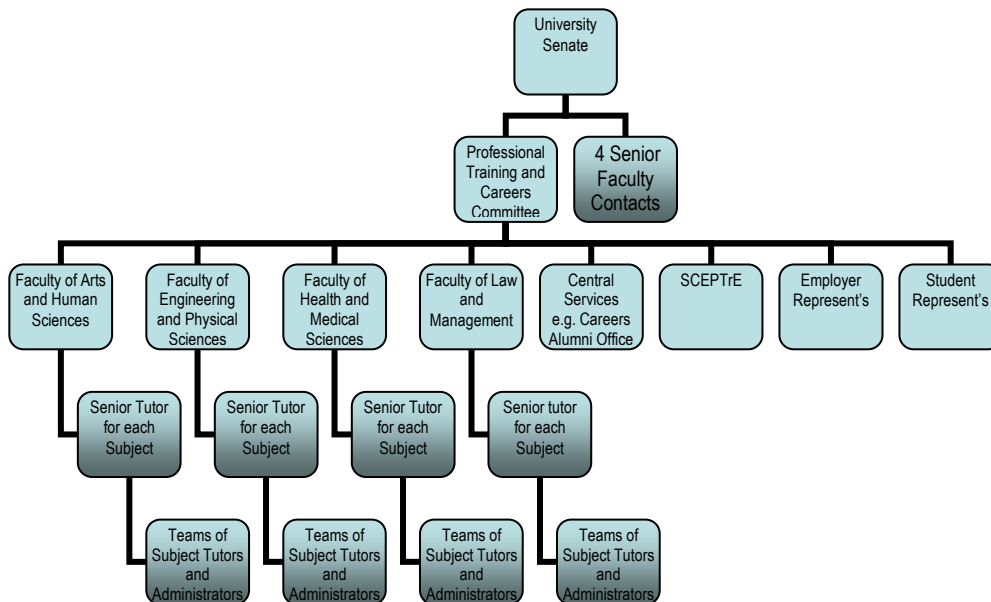 University
Senate
Professional
Training and
Careers
Committee
4 Senior
Faculty
Contacts
Faculty of Arts
and Human
Sciences
Faculty of
Engineering
and Physical
Sciences
Faculty of
Health and
Medical
Sciences
Faculty of Law
and
Management
Central
Services
e.g. Careers
Alumni Office
SCEPTrE
Employer
Represent's
Student
Represent's
Senior Tutor
for each
Subject
Senior Tutor
for each
Subject
Senior Tutor
for each
Subject
Senior tutor
for each
Subject
Teams of
Subject Tutors
and
Administrators
Teams of
Subject Tutors
and
Administrators
Teams of
Subject Tutors
and
Administrators
Teams of
Subject Tutors
and
Administrators